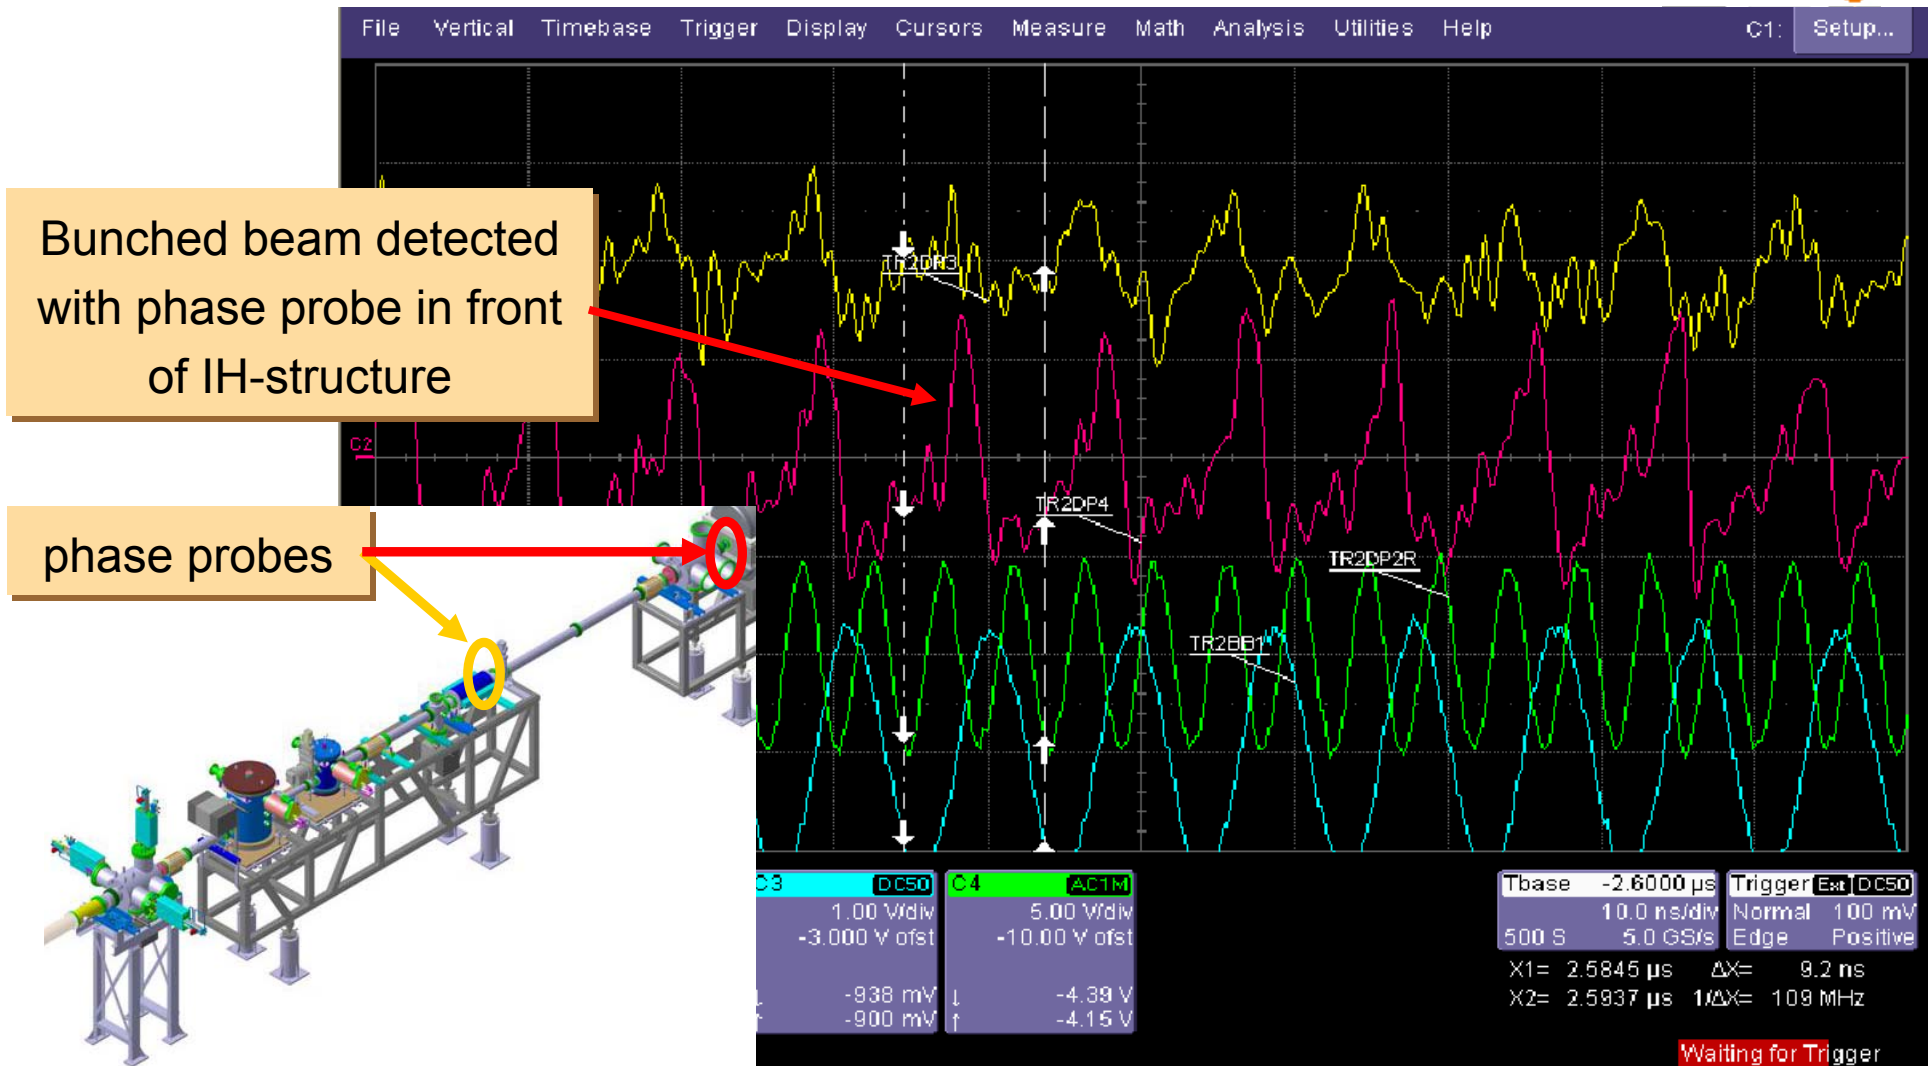 File Vertical Timebase Trigger Display Cursors Measure Math Analysis Utilities Help C1: Setup...
Bunched beam detected
with phase probe in front
of IH-structure
TR2DP3
C2
TR2DP4
phase probes
TR2DP2R
TR2BB1
C3 DC50 C4 AC1M Tbase -2.6000 µs Trigger Ext DC50
1.00 V/div 5.00 V/div 10.0 ns/div Normal 100 mV
-3.000 V ofst -10.00 V ofst 500 S 5.0 GS/s Edge Positive
↓ -938 mV ↓ -4.39 V X1= 2.5845 µs ΔX= 9.2 ns
↑ -900 mV ↑ -4.15 V X2= 2.5937 µs 1/ΔX= 109 MHz
Waiting for Trigger